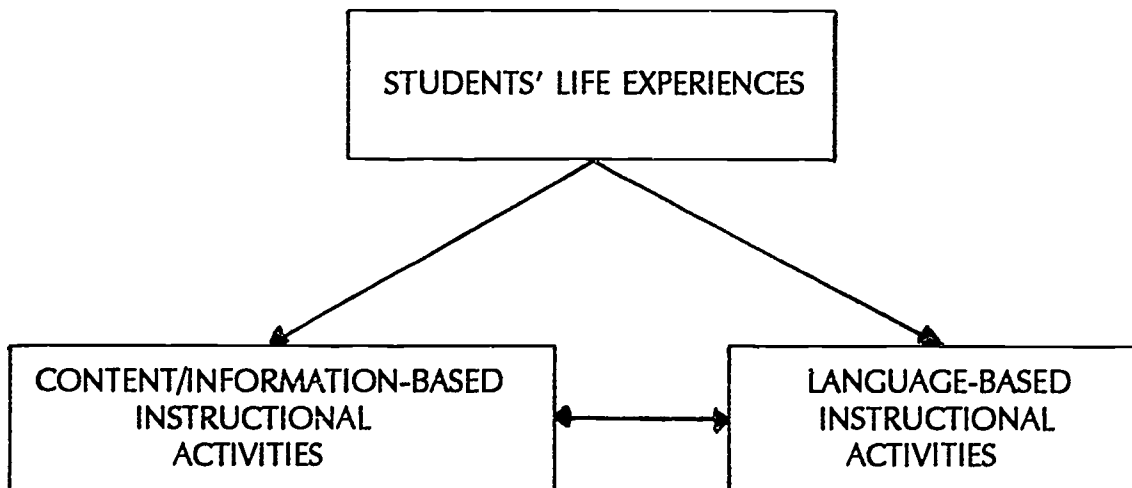 STUDENTS' LIFE EXPERIENCES
CONTENT/INFORMATION-BASED
INSTRUCTIONAL
ACTIVITIES
LANGUAGE-BASED
INSTRUCTIONAL
ACTIVITIES